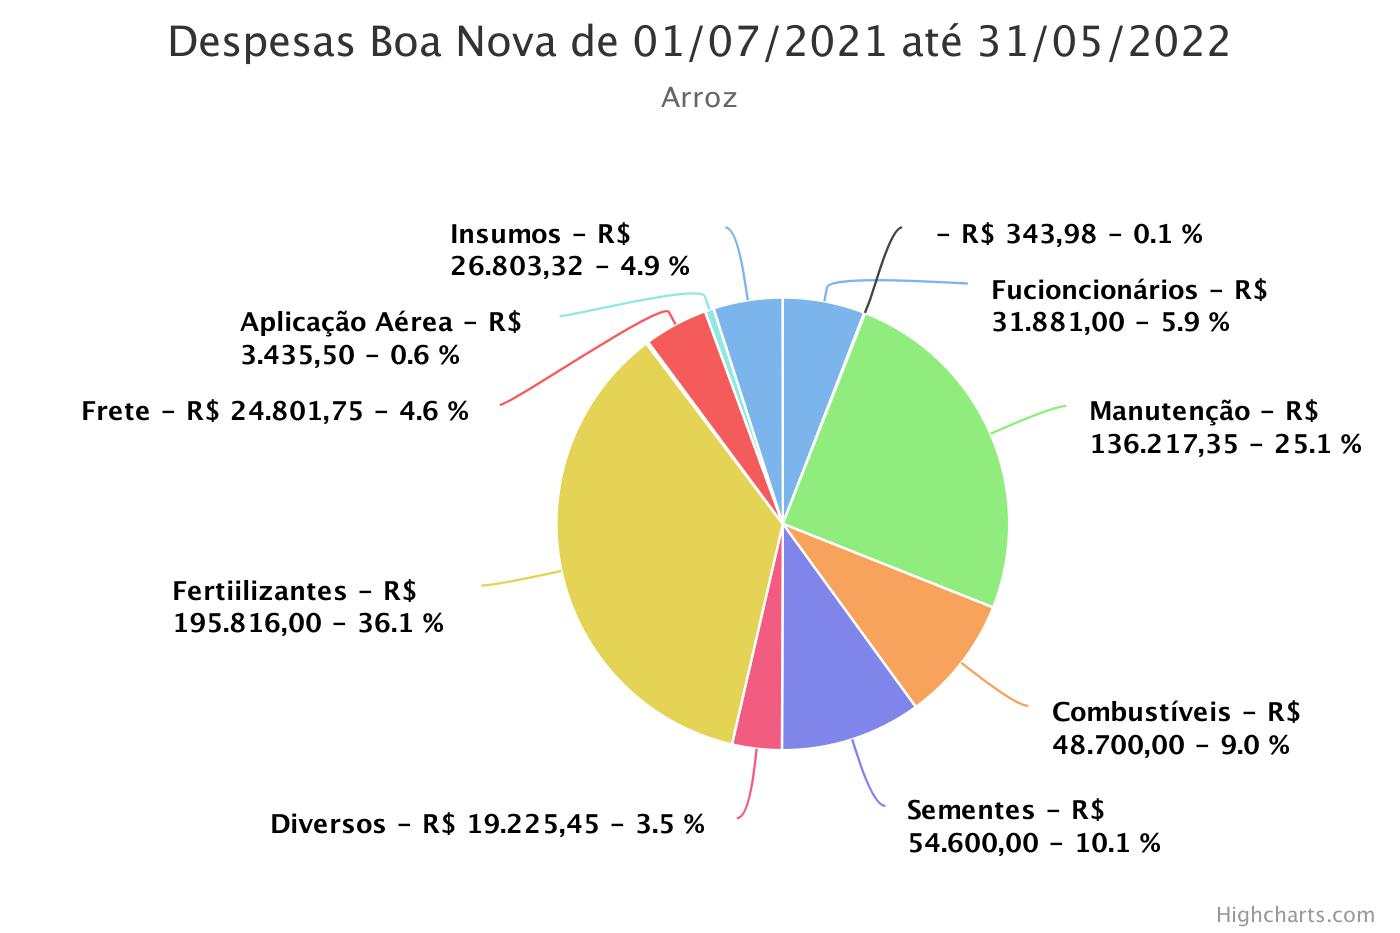 Despesas Boa Nova de 01/07/2021 até 31/05/2022
Arroz
– R$ 343,98 – 0.1 %
Fucioncionários – R$
31.881,00 – 5.9 %
Manutenção – R$
136.217,35 – 25.1 %
Combustíveis – R$
48.700,00 – 9.0 %
Sementes – R$
54.600,00 – 10.1 %
Diversos – R$ 19.225,45 – 3.5 %
Fertiilizantes – R$
195.816,00 – 36.1 %
Frete – R$ 24.801,75 – 4.6 %
Aplicação Aérea – R$
3.435,50 – 0.6 %
Insumos – R$
26.803,32 – 4.9 %
Highcharts.com